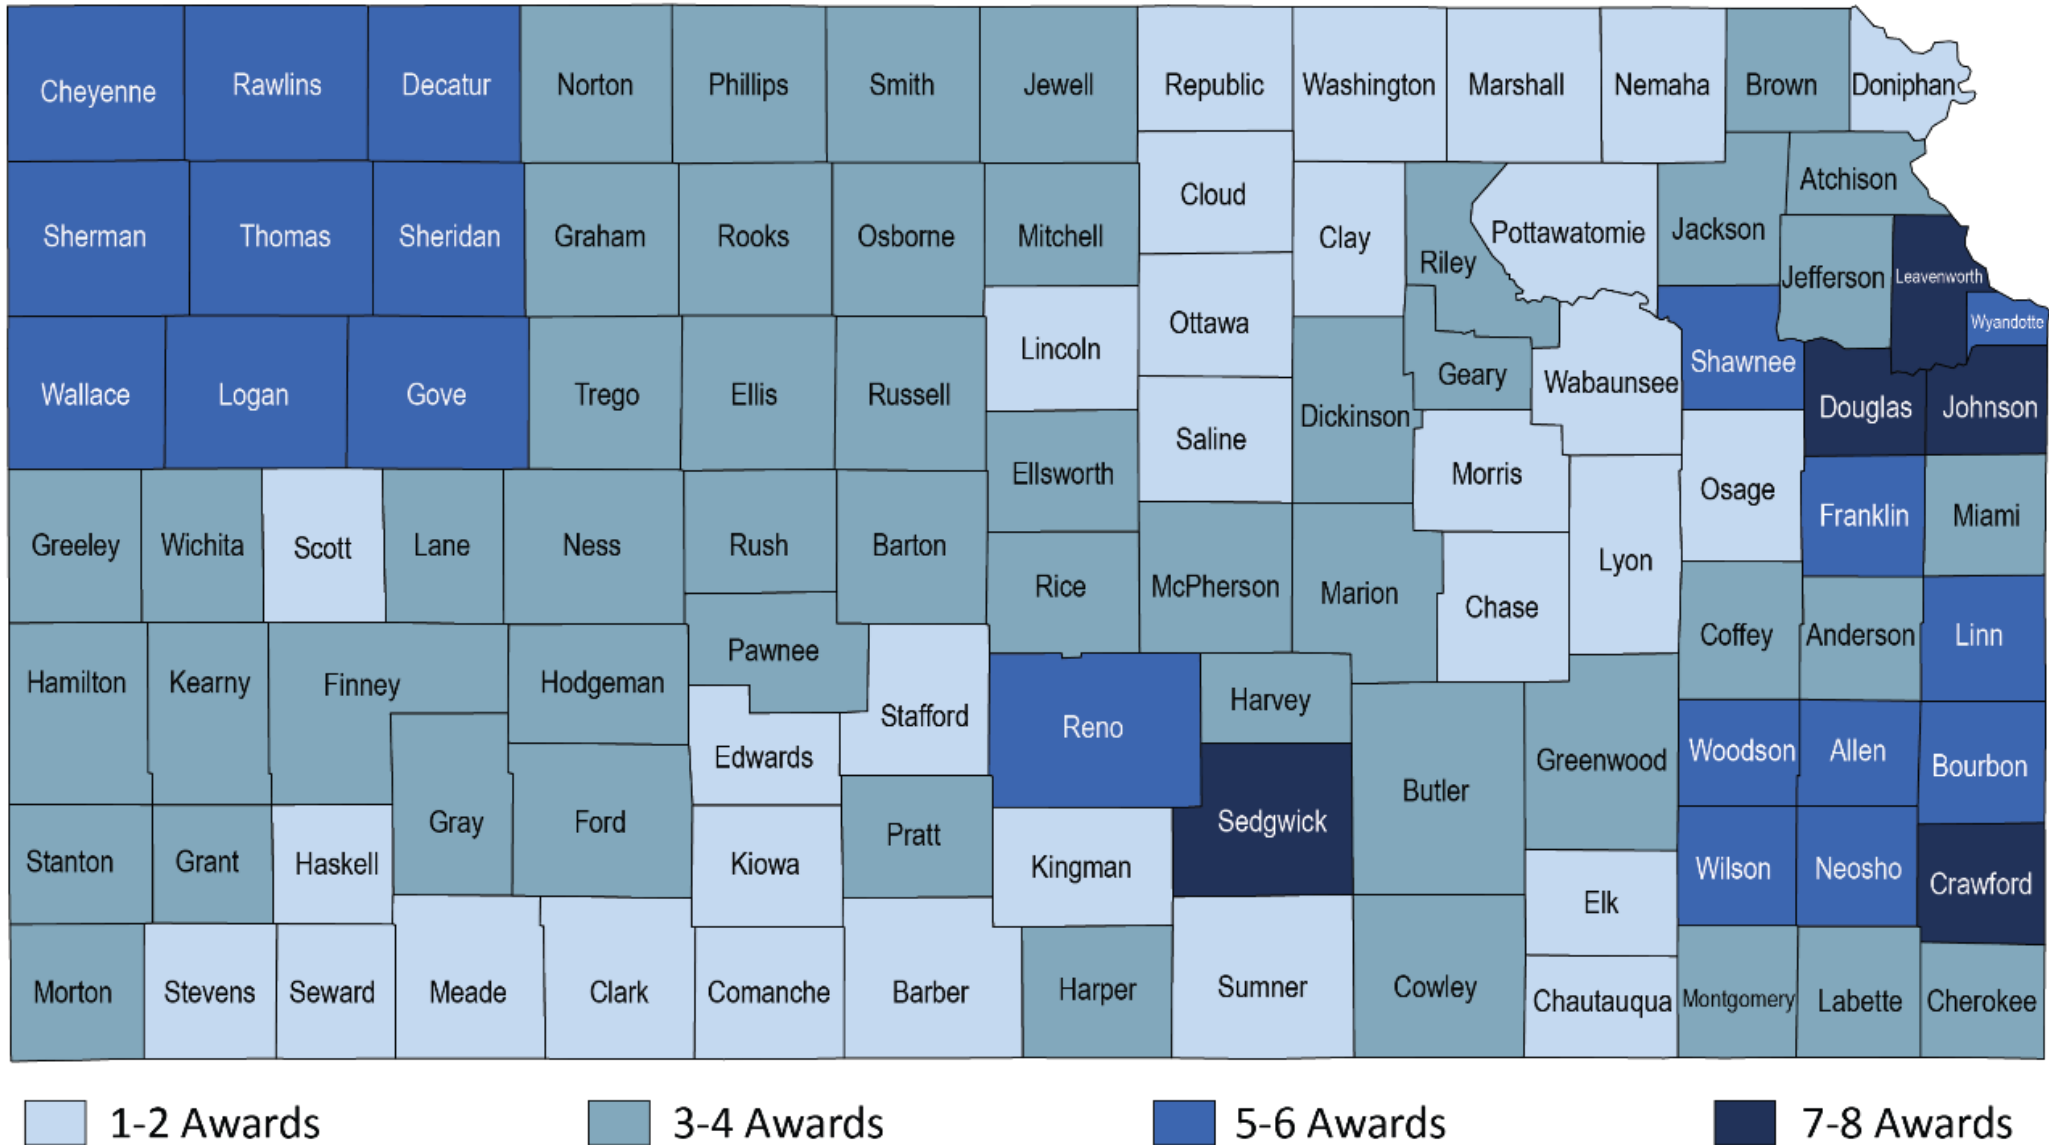 Cheyenne
Rawlins
Decatur
Norton
Phillips
Smith
Jewell
Republic
Washington
Marshall
Nemaha
Brown
Doniphan
Sherman
Thomas
Sheridan
Graham
Rooks
Osborne
Mitchell
Cloud
Clay
Riley
Pottawatomie
Jackson
Atchison
Jefferson
Leavenworth
Wyandotte
Wallace
Logan
Gove
Trego
Ellis
Russell
Lincoln
Ottawa
Saline
Dickinson
Geary
Wabaunsee
Shawnee
Douglas
Johnson
Greeley
Wichita
Scott
Lane
Ness
Rush
Barton
Ellsworth
Rice
McPherson
Marion
Morris
Chase
Lyon
Osage
Franklin
Miami
Hamilton
Kearny
Finney
Hodgeman
Pawnee
Stafford
Edwards
Reno
Harvey
Butler
Greenwood
Coffey
Anderson
Linn
Woodson
Allen
Bourbon
Stanton
Grant
Haskell
Gray
Ford
Kiowa
Pratt
Kingman
Sedgwick
Elk
Wilson
Neosho
Crawford
Morton
Stevens
Seward
Meade
Clark
Comanche
Barber
Harper
Sumner
Cowley
Chautauqua
Montgomery
Labette
Cherokee
1-2 Awards
3-4 Awards
5-6 Awards
7-8 Awards